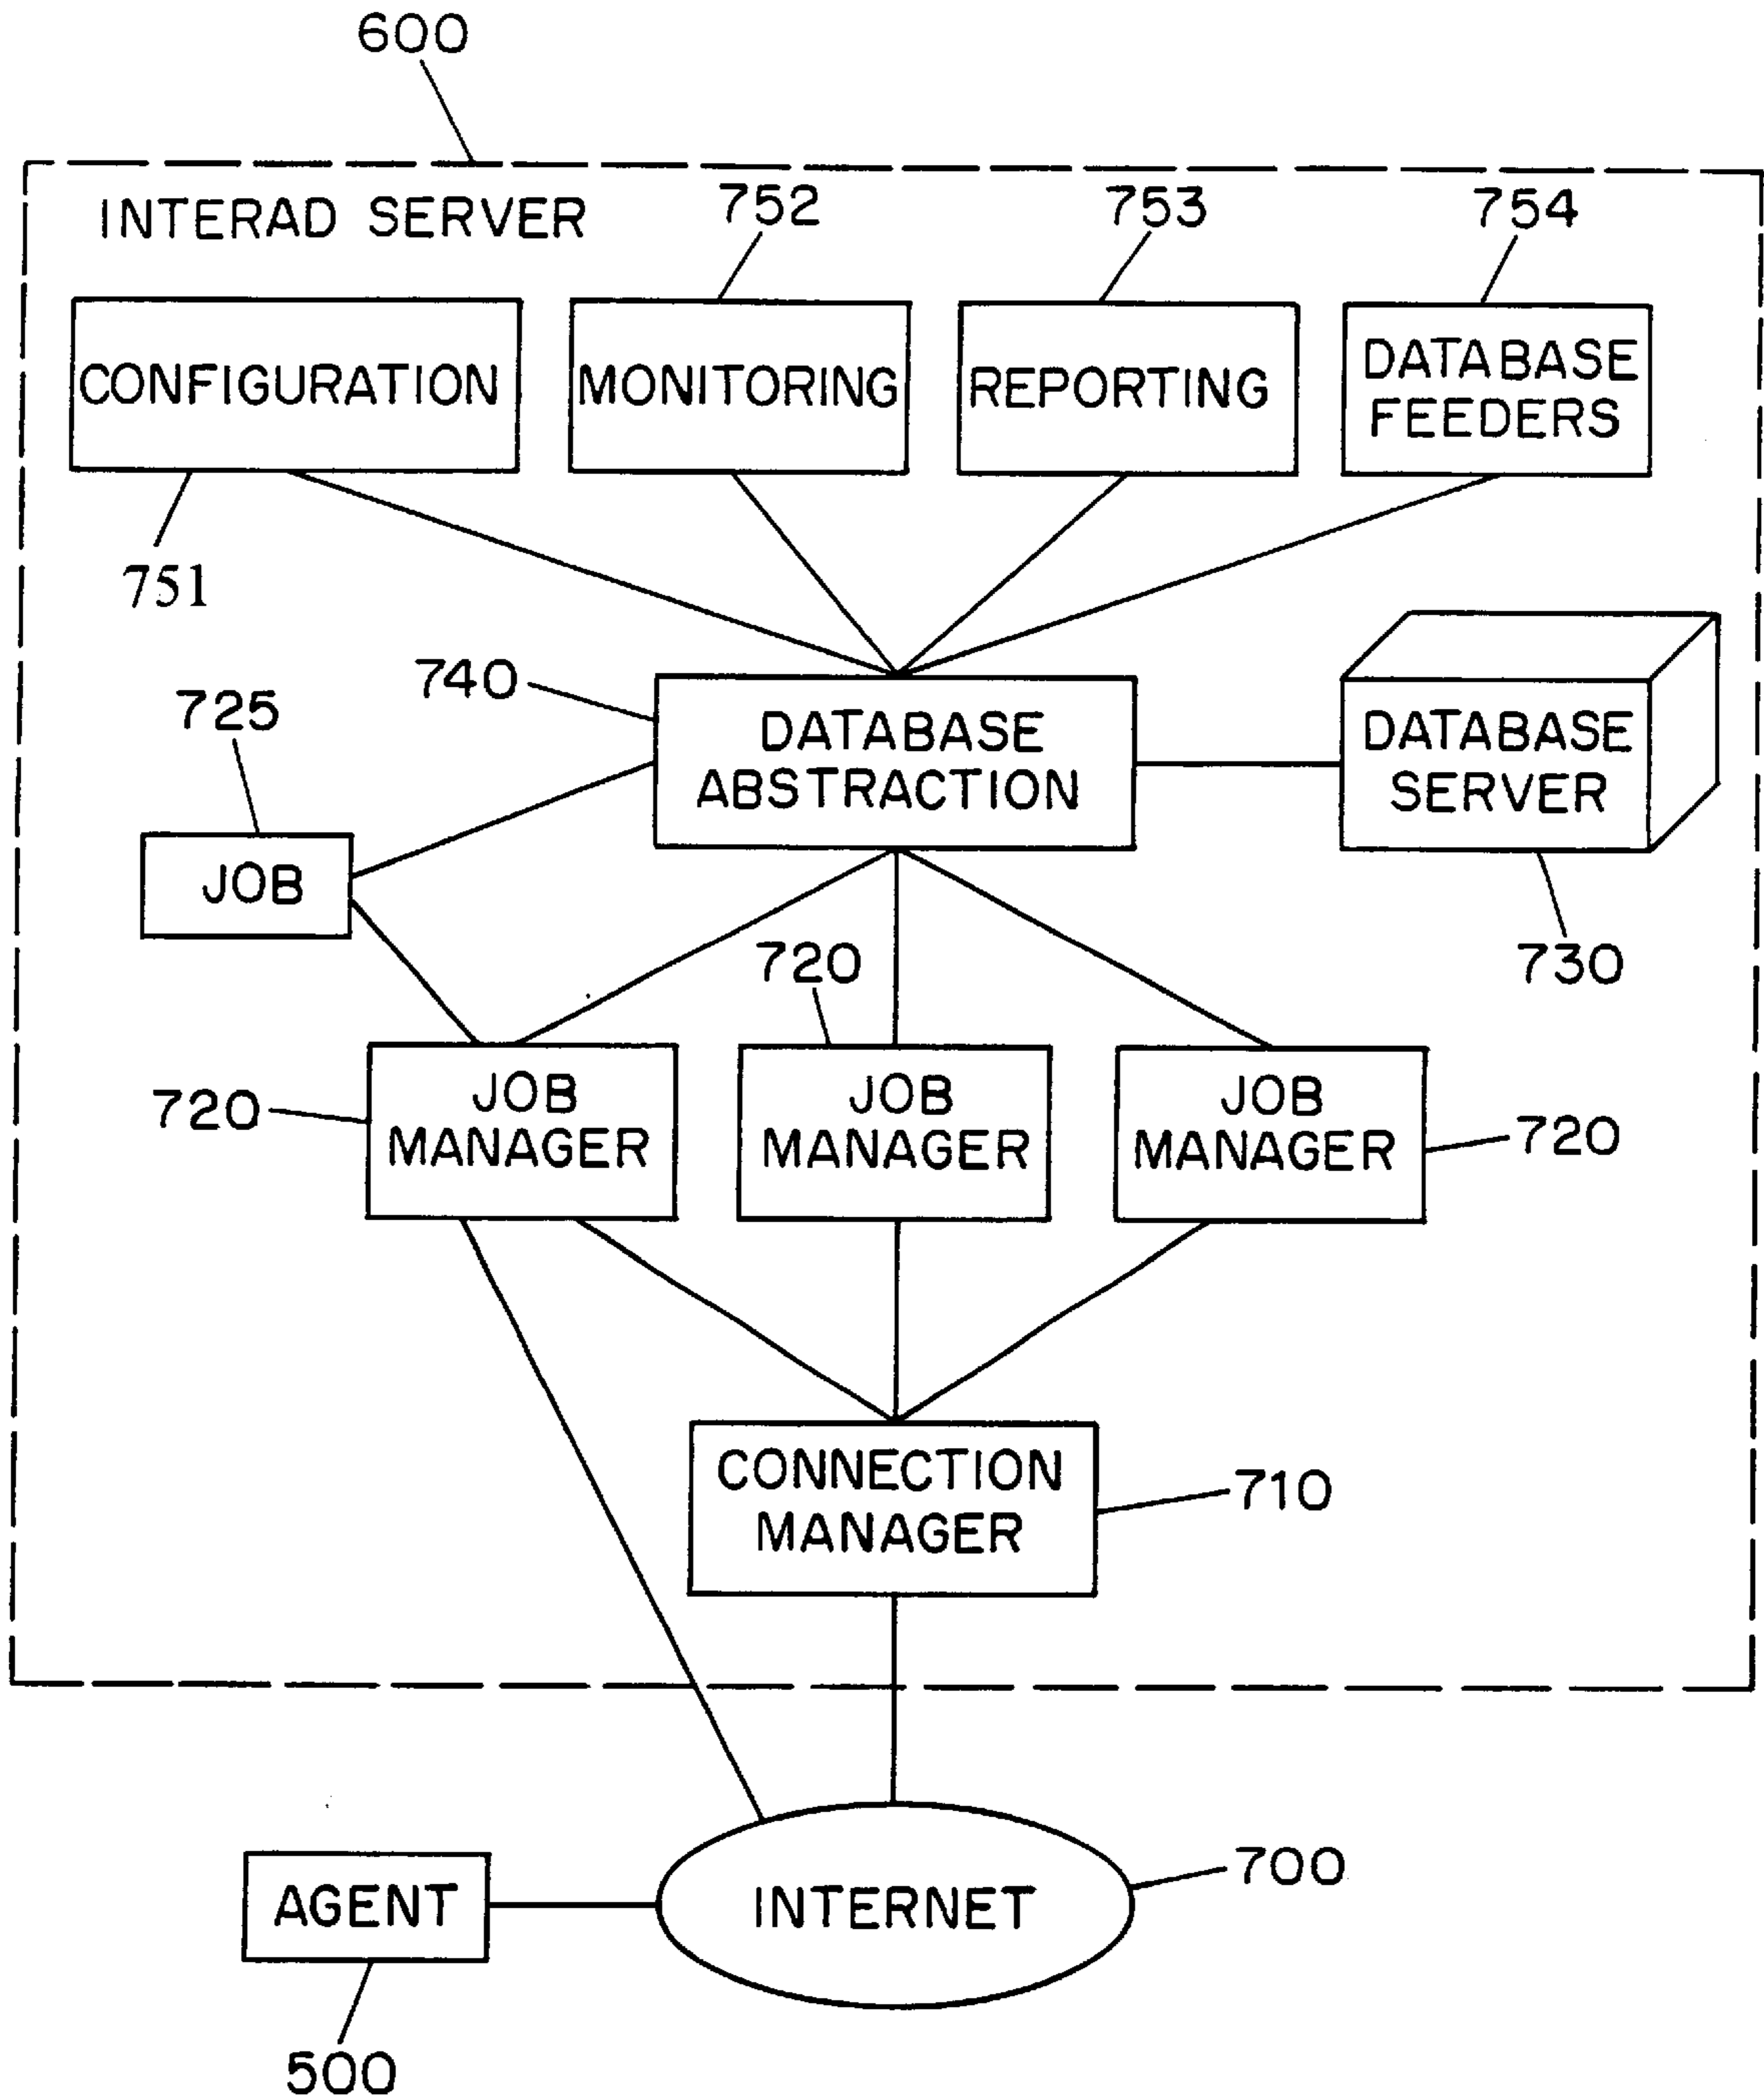 600
INTERAD SERVER
752
753
754
CONFIGURATION
MONITORING
REPORTING
DATABASE
FEEDERS
751
740
725
DATABASE
ABSTRACTION
DATABASE
SERVER
JOB
720
730
720
JOB
MANAGER
JOB
MANAGER
JOB
MANAGER
720
CONNECTION
MANAGER
710
AGENT
INTERNET
700
500